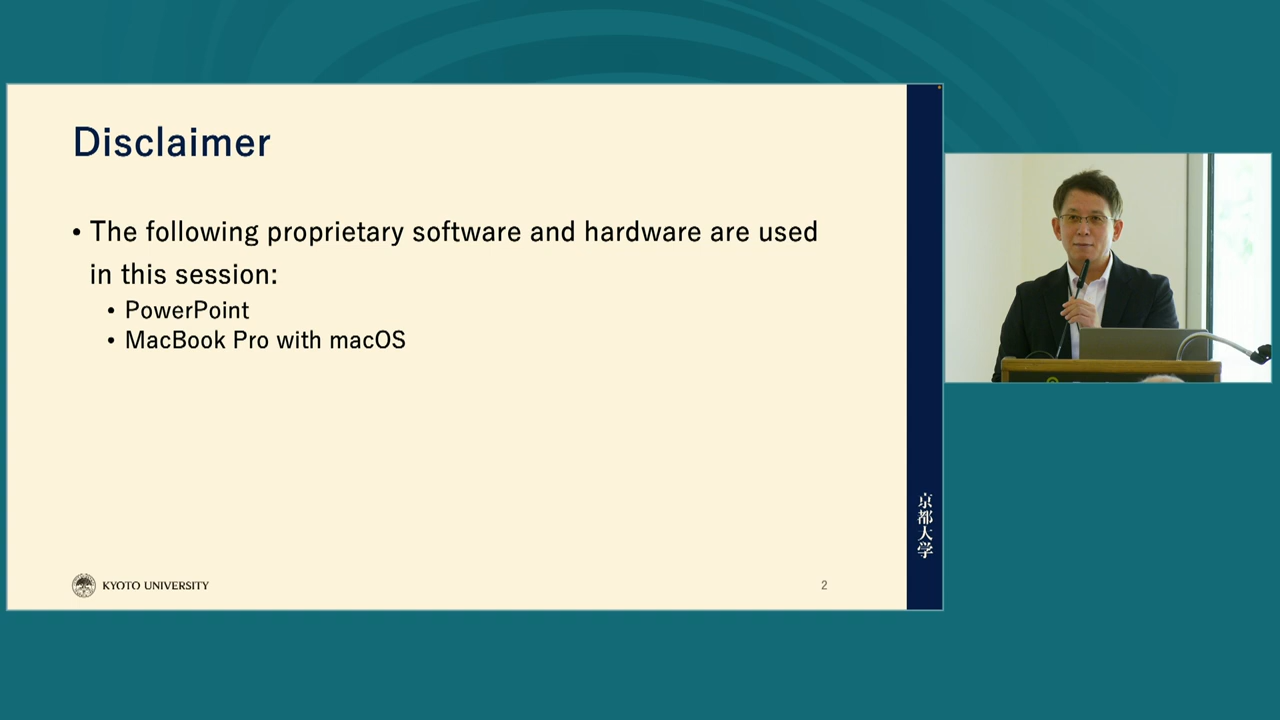 Disclaimer
• The following proprietary software and hardware are used
in this session:
• PowerPoint
• MacBook Pro with macOS
京都大学
KYOTO UNIVERSITY
2